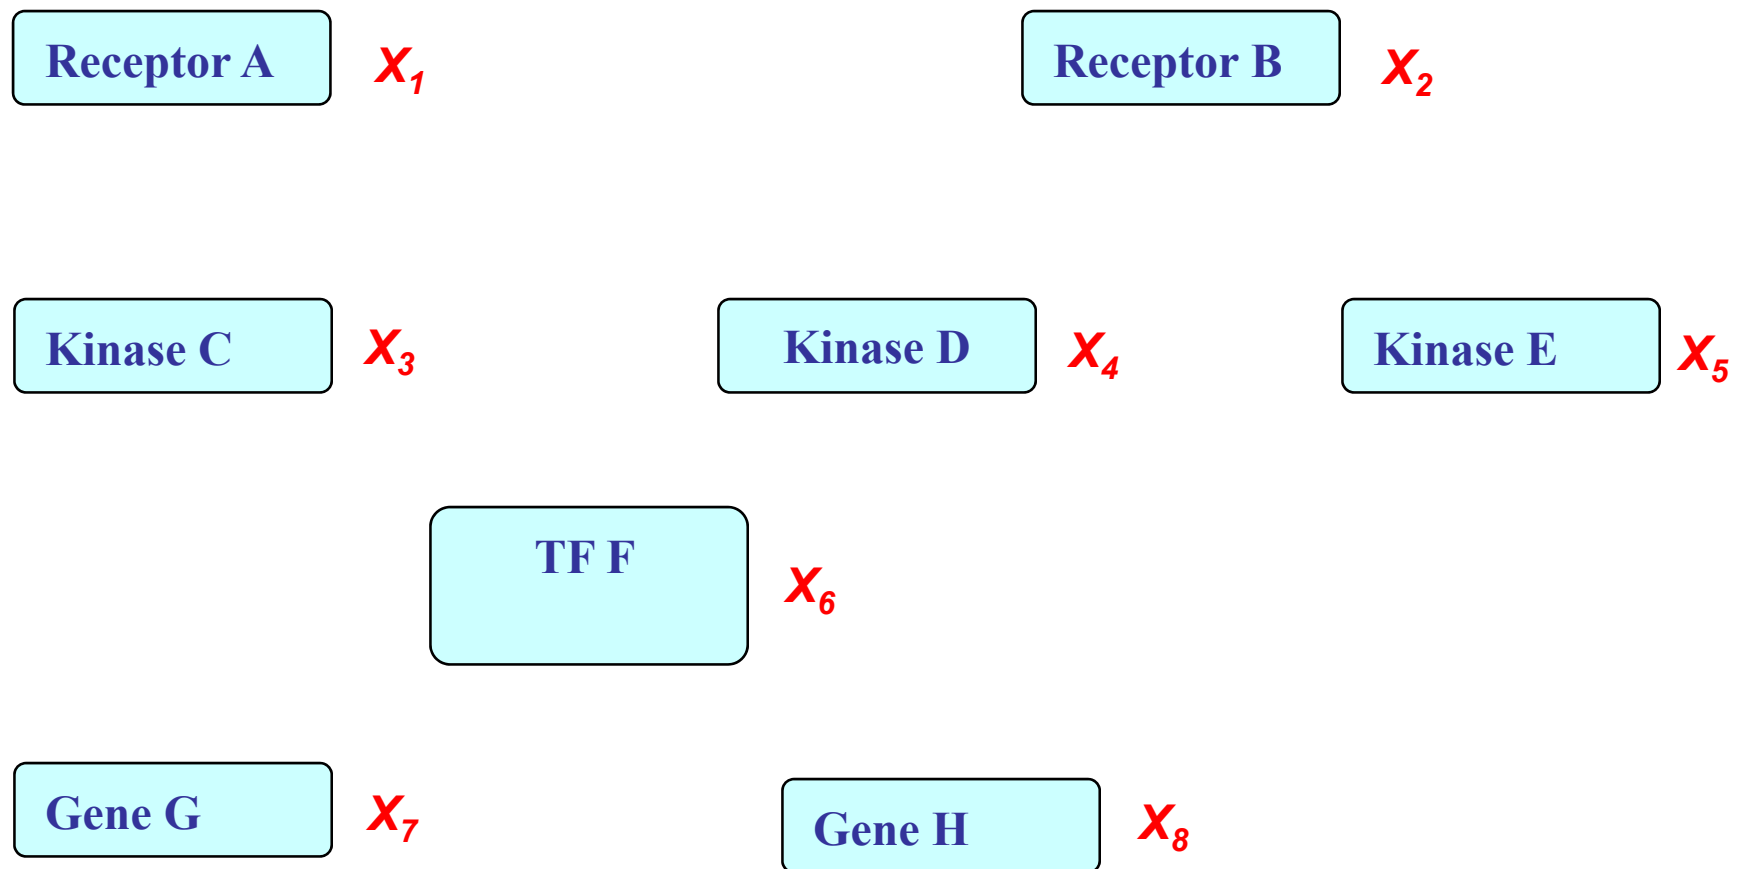 Receptor A X1
Receptor B X2
Kinase C X3
Kinase D X4
Kinase E X5
TF F X6
Gene G X7
Gene H X8